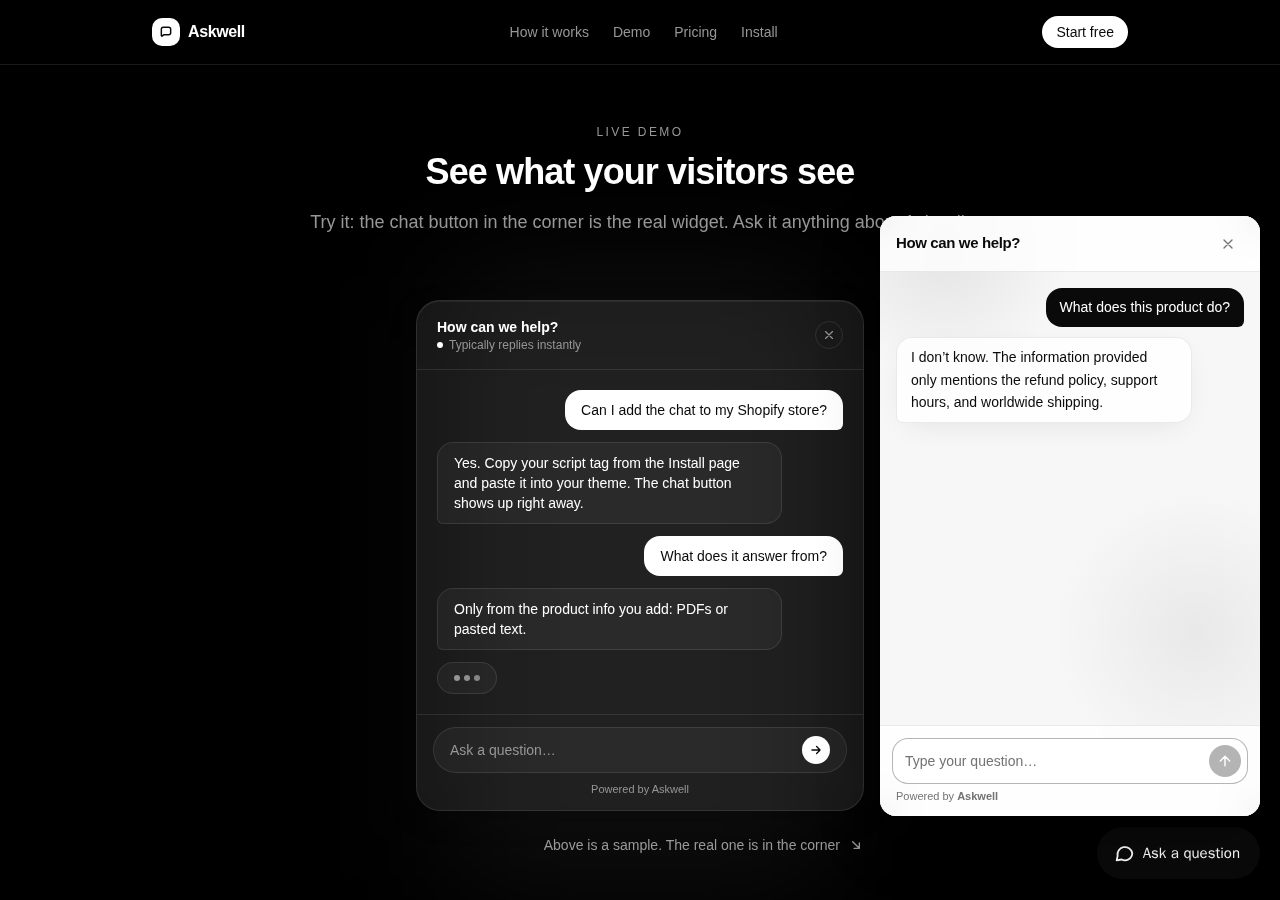 Askwell
How it works
Demo
Pricing
Install
Start free
LIVE DEMO
See what your visitors see
Try it: the chat button in the corner is the real widget. Ask it anything
How can we help?
Typically replies instantly
Can I add the chat to my Shopify store?
Yes. Copy your script tag from the Install page
and paste it into your theme. The chat button
shows up right away.
What does it answer from?
Only from the product info you add: PDFs or
pasted text.
Ask a question…
Powered by Askwell
Above is a sample. The real one is in the corner
How can we help?
What does this product do?
I don’t know. The information provided
only mentions the refund policy, support
hours, and worldwide shipping.
Type your question…
Powered by Askwell
Ask a question